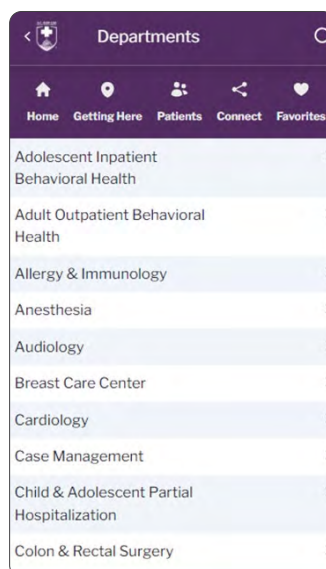 Departments
Home Getting Here Patients Connect Favorites
Adolescent Inpatient
Behavioral Health
Adult Outpatient Behavioral
Health
Allergy & Immunology
Anesthesia
Audiology
Breast Care Center
Cardiology
Case Management
Child & Adolescent Partial
Hospitalization
Colon & Rectal Surgery